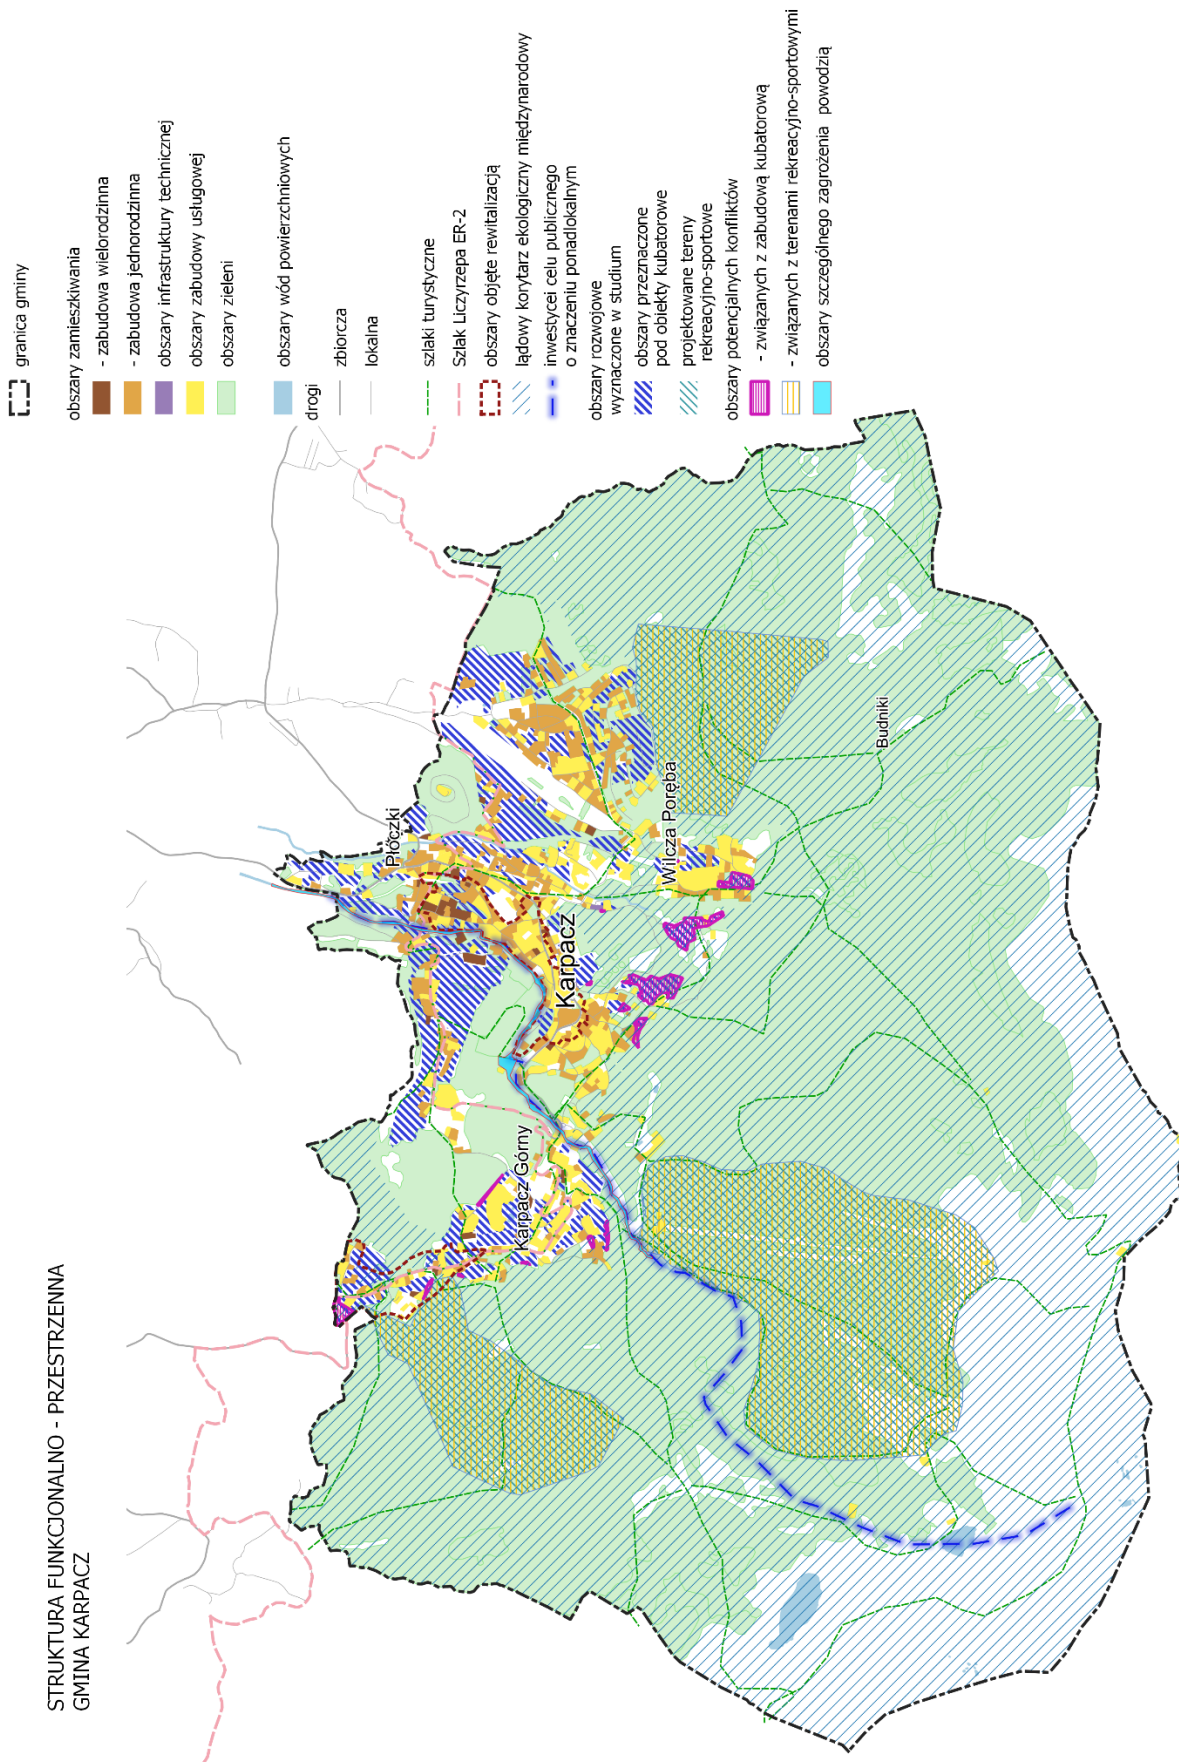 STRUKTURA FUNKCJONALNO - PRZESTRZENNA
GMINA KARPACZ
granica gminy
obszary zamieszkiwania
- zabudowa wielorodzinna
- zabudowa jednorodzinna
obszary infrastruktury technicznej
obszary zabudowy usługowej
obszary zieleni
obszary wód powierzchniowych
drogi
zbiorcza
lokalna
szlaki turystyczne
Szlak Liczyrzepa ER-2
obszary objęte rewitalizacją
lądowy korytarz ekologiczny międzynarodowy
inwestycei celu publicznego
o znaczeniu ponadlokalnym
obszary rozwojowe
wyznaczone w studium
obszary przeznaczone
pod obiekty kubatorowe
projektowane tereny
rekreacyjno-sportowe
obszary potencjalnych konfliktów
- związanych z zabudową kubatorową
- związanych z terenami rekreacyjno-sportowymi
obszary szczególnego zagrożenia powodzią
Płóczki
Karpacz
Wilcza Poręba
Karpacz Górny
Budniki